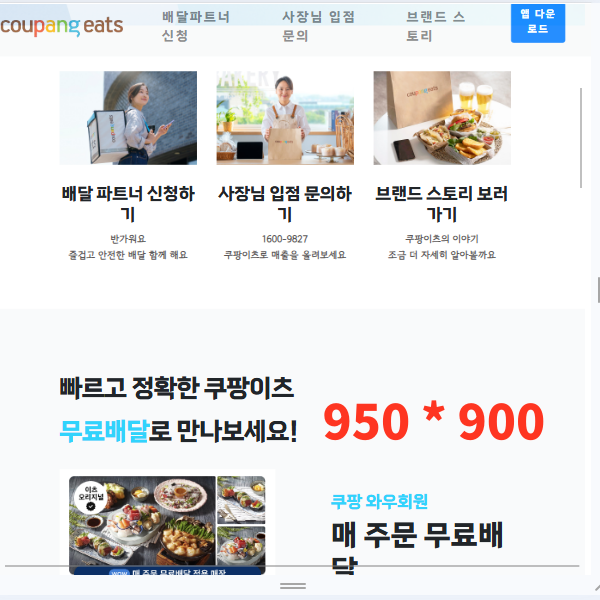 coupang eats
배달파트너
신청
사장님 입점
문의
브랜드 스
토리
앱 다운
로드
coupang eats
배달 파트너 신청하
기
반가워요
즐겁고 안전한 배달 함께 해요
사장님 입점 문의하
기
1600-9827
쿠팡이츠로 매출을 올려보세요
브랜드 스토리 보러
가기
쿠팡이츠의 이야기
조금 더 자세히 알아볼까요
빠르고 정확한 쿠팡이츠
무료배달로 만나보세요!
950 * 900
이츠
오리지널
WOW 매 주문 무료배달 적용 매장
쿠팡 와우회원
매 주문 무료배
달